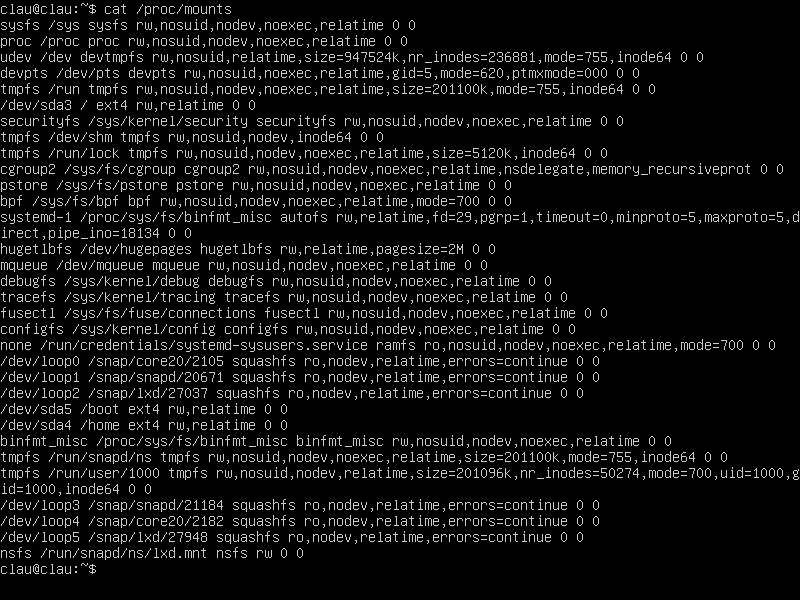 clau@clau:~$ cat /proc/mounts
sysfs /sys sysfs rw,nosuid,nodev,noexec,relatime 0 0
proc /proc proc rw,nosuid,nodev,noexec,relatime 0 0
udev /dev devtmpfs rw,nosuid,relatime,size=947524k,nr_inodes=236881,mode=755,inode64 0 0
devpts /dev/pts devpts rw,nosuid,noexec,relatime,gid=5,mode=620,ptmxmode=000 0 0
tmpfs /run tmpfs rw,nosuid,nodev,noexec,relatime,size=201100k,mode=755,inode64 0 0
/dev/sda3 / ext4 rw,relatime 0 0
securityfs /sys/kernel/security securityfs rw,nosuid,nodev,noexec,relatime 0 0
tmpfs /dev/shm tmpfs rw,nosuid,nodev,inode64 0 0
tmpfs /run/lock tmpfs rw,nosuid,nodev,noexec,relatime,size=5120k,inode64 0 0
cgroup2 /sys/fs/cgroup cgroup2 rw,nosuid,nodev,noexec,relatime,nsdelegate,memory_recursiveprot 0 0
pstore /sys/fs/pstore pstore rw,nosuid,nodev,noexec,relatime 0 0
bpf /sys/fs/bpf bpf rw,nosuid,nodev,noexec,relatime,mode=700 0 0
systemd-1 /proc/sys/fs/binfmt_misc autofs rw,relatime,fd=29,pgrp=1,timeout=0,minproto=5,maxproto=5,d
irect,pipe_ino=18134 0 0
hugetlbfs /dev/hugepages hugetlbfs rw,relatime,pagesize=2M 0 0
mqueue /dev/mqueue mqueue rw,nosuid,nodev,noexec,relatime 0 0
debugfs /sys/kernel/debug debugfs rw,nosuid,nodev,noexec,relatime 0 0
tracefs /sys/kernel/tracing tracefs rw,nosuid,nodev,noexec,relatime 0 0
fusectl /sys/fs/fuse/connections fusectl rw,nosuid,nodev,noexec,relatime 0 0
configfs /sys/kernel/config configfs rw,nosuid,nodev,noexec,relatime 0 0
none /run/credentials/systemd-sysusers.service ramfs ro,nosuid,nodev,noexec,relatime,mode=700 0 0
/dev/loop0 /snap/core20/2105 squashfs ro,nodev,relatime,errors=continue 0 0
/dev/loop1 /snap/snapd/20671 squashfs ro,nodev,relatime,errors=continue 0 0
/dev/loop2 /snap/lxd/27037 squashfs ro,nodev,relatime,errors=continue 0 0
/dev/sda5 /boot ext4 rw,relatime 0 0
/dev/sda4 /home ext4 rw,relatime 0 0
binfmt_misc /proc/sys/fs/binfmt_misc binfmt_misc rw,nosuid,nodev,noexec,relatime 0 0
tmpfs /run/snapd/ns tmpfs rw,nosuid,nodev,noexec,relatime,size=201100k,mode=755,inode64 0 0
tmpfs /run/user/1000 tmpfs rw,nosuid,nodev,relatime,size=201096k,nr_inodes=50274,mode=700,uid=1000,g
id=1000,inode64 0 0
/dev/loop3 /snap/snapd/21184 squashfs ro,nodev,relatime,errors=continue 0 0
/dev/loop4 /snap/core20/2182 squashfs ro,nodev,relatime,errors=continue 0 0
/dev/loop5 /snap/lxd/27948 squashfs ro,nodev,relatime,errors=continue 0 0
nsfs /run/snapd/ns/lxd.mnt nsfs rw 0 0
clau@clau:~$